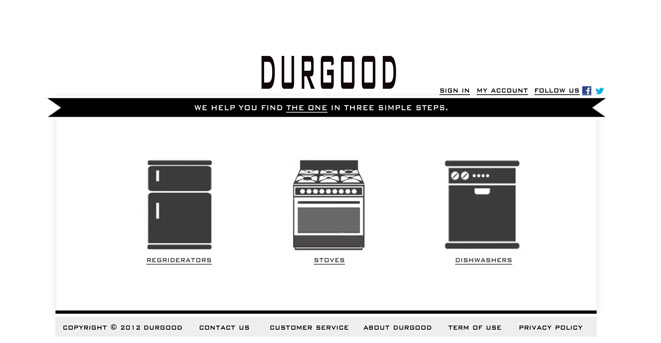 DURGOOD
SIGN IN MY ACCOUNT FOLLOW US
WE HELP YOU FIND THE ONE IN THREE SIMPLE STEPS.
REGRIDERATORS STOVES DISHWASHERS
COPYRIGHT © 2012 DURGOOD CONTACT US CUSTOMER SERVICE ABOUT DURGOOD TERM OF USE PRIVACY POLICY